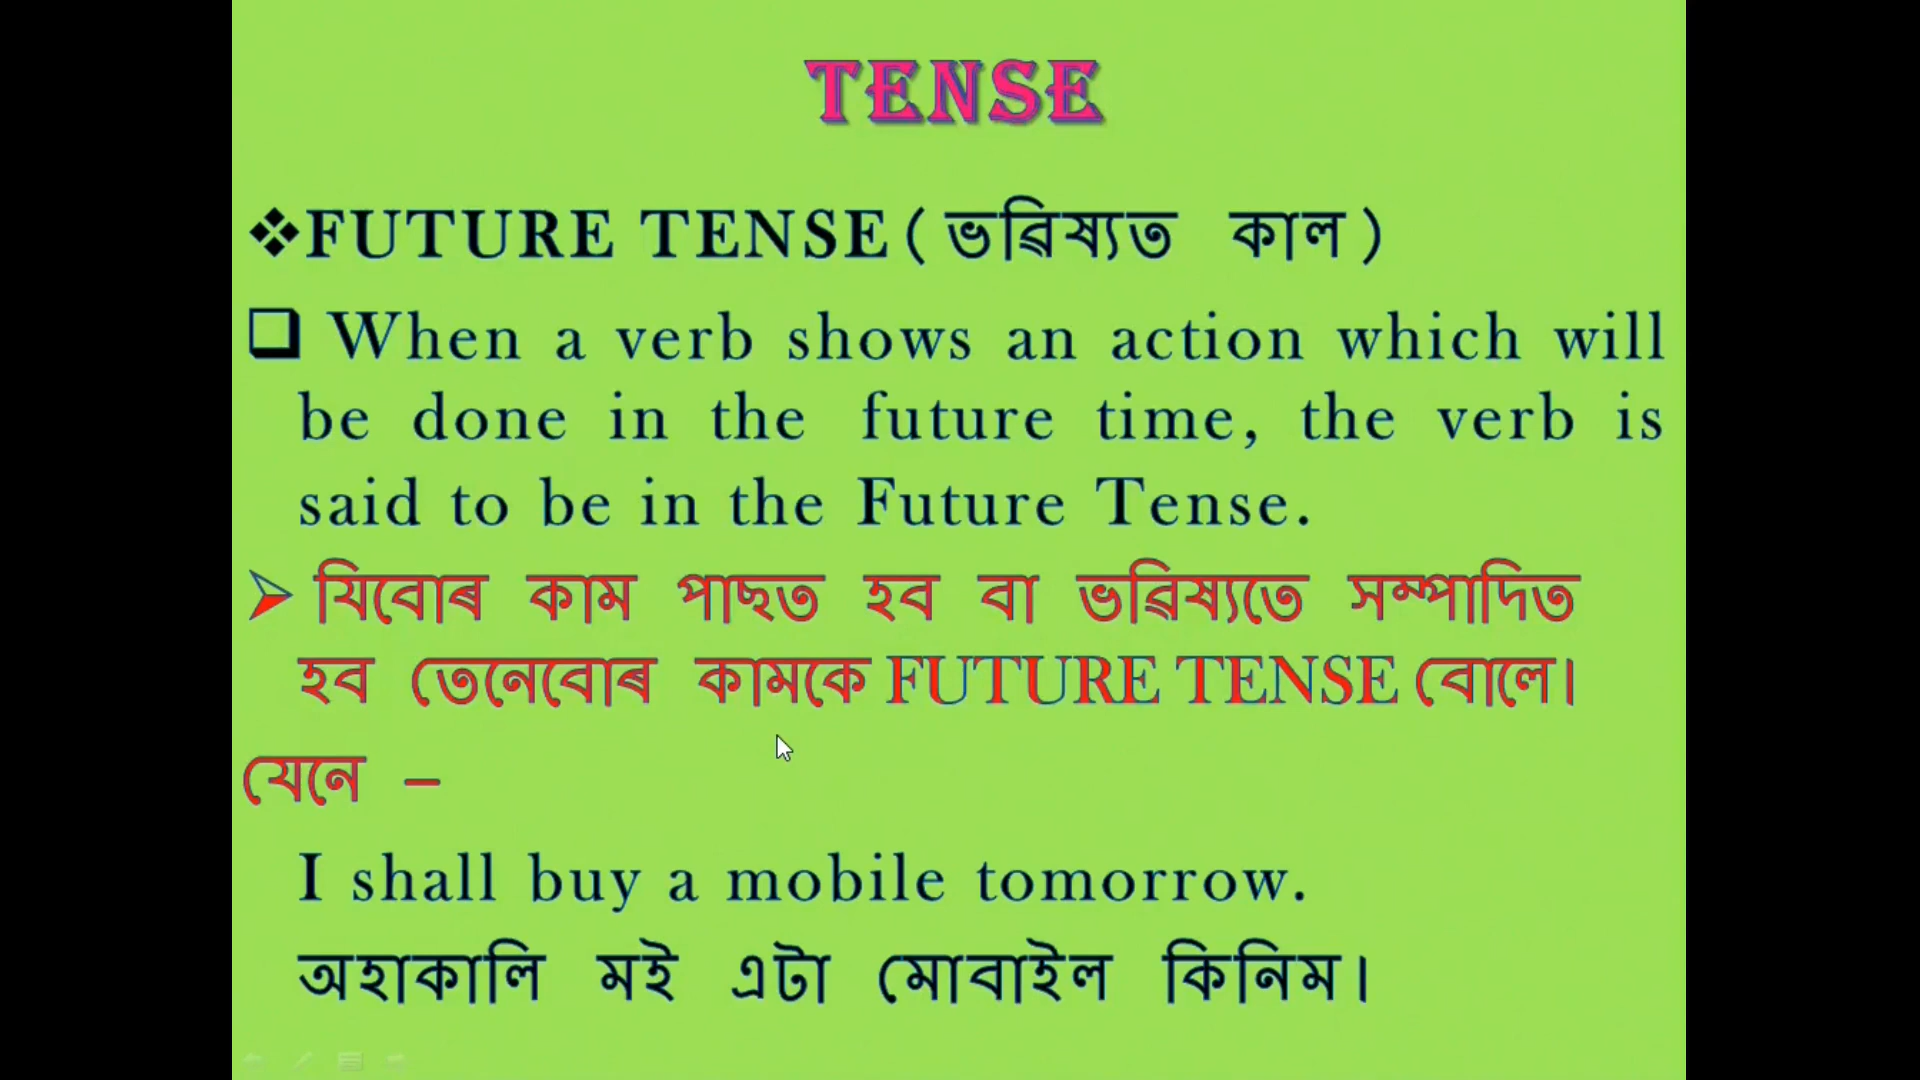 TENSE
❖FUTURE TENSE ( ভৱিষ্যত কাল )
❑ When a verb shows an action which will
be done in the future time, the verb is
said to be in the Future Tense.
➢ যিবোৰ কাম পাছত হব বা ভৱিষ্যতে সম্পাদিত
হব তেনেবোৰ কামকে FUTURE TENSE বোলে।
যেনে –
I shall buy a mobile tomorrow.
অহাকালি মই এটা মোবাইল কিনিম।